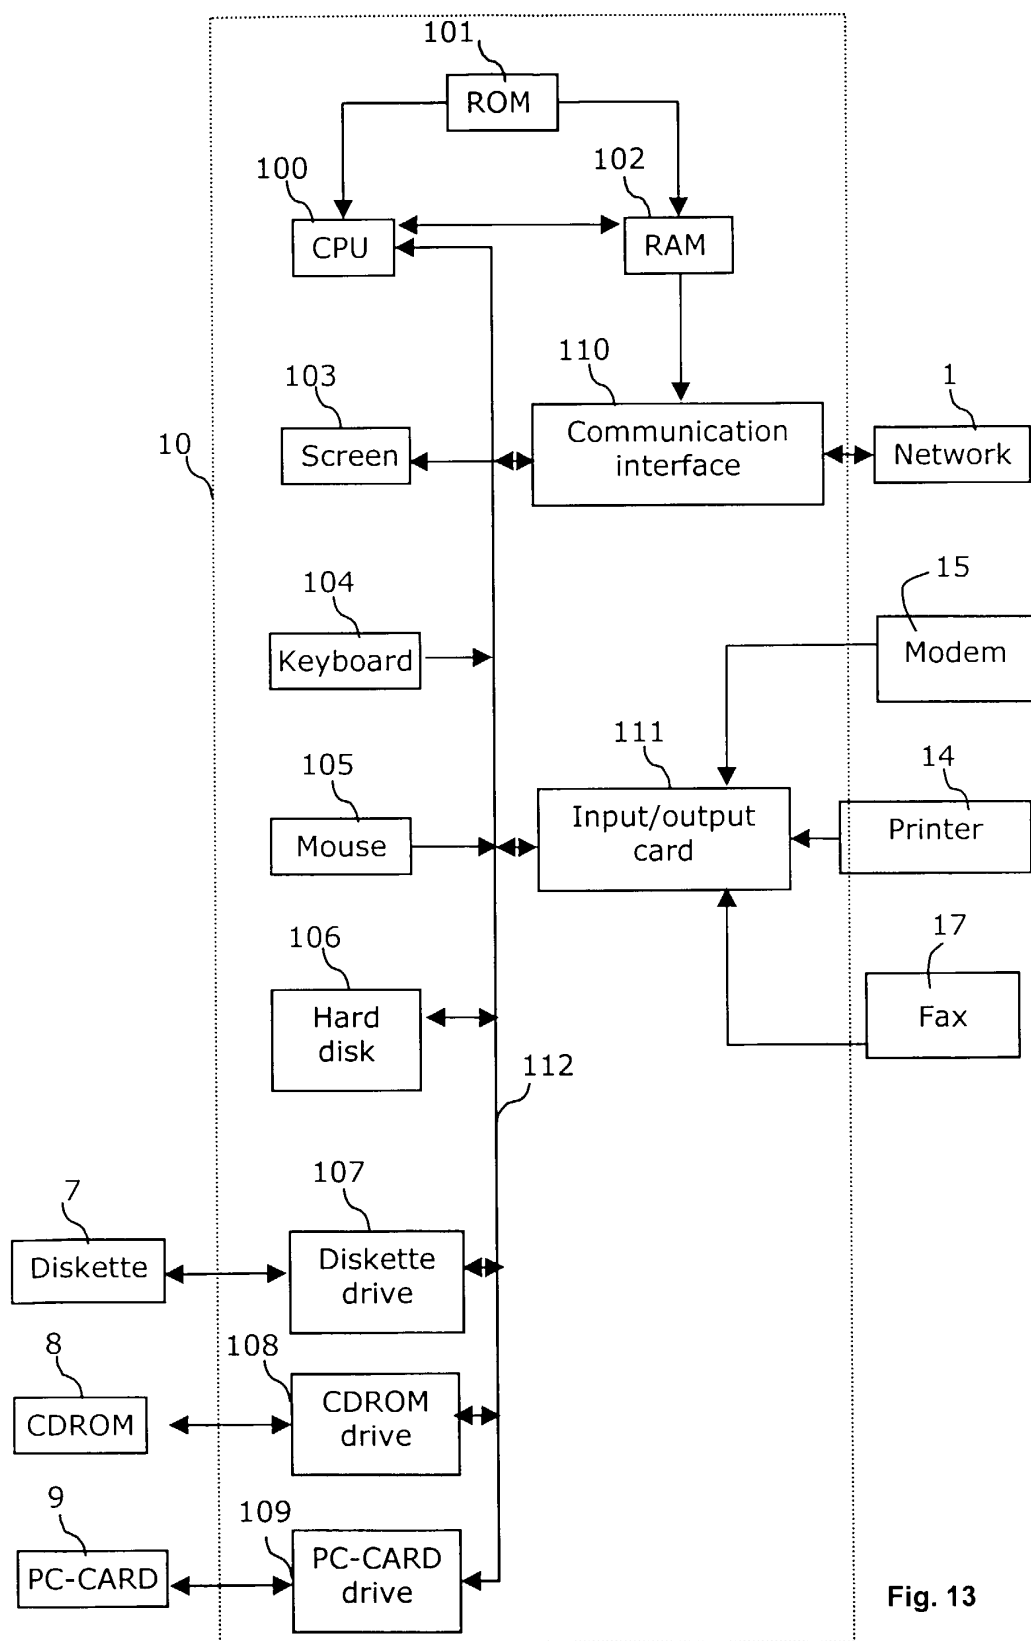 101
ROM
100
102
CPU
RAM
103
110
1
10
Screen
Communication
interface
Network
104
15
Keyboard
Modem
105
111
14
Mouse
Input/output
card
Printer
106
17
Hard
disk
Fax
112
7
107
Diskette
Diskette
drive
8
108
CDROM
CDROM
drive
9
109
PC-CARD
PC-CARD
drive
Fig. 13